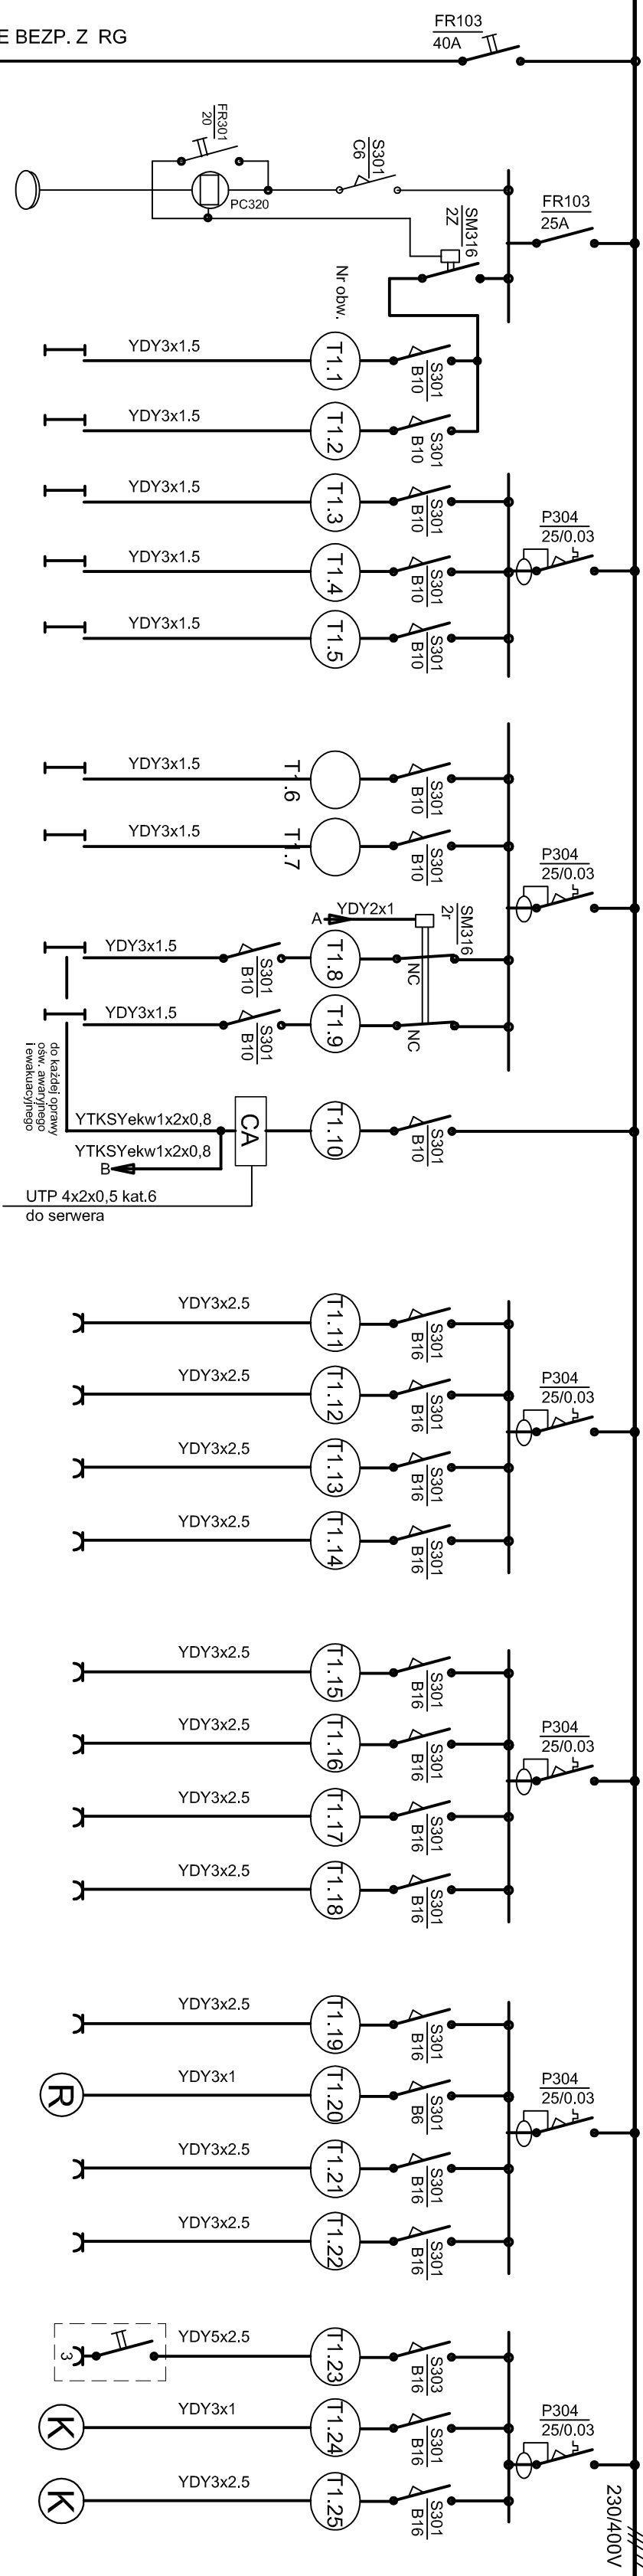 E BEZP. Z RG
FR103
40A
FR301
20
PC320
S301
C6
FR103
25A
SM316
2Z
Nr obw.
YDY3x1.5
T1.1
S301
B10
YDY3x1.5
T1.2
S301
B10
YDY3x1.5
T1.3
S301
B10
P304
25/0.03
YDY3x1.5
T1.4
S301
B10
YDY3x1.5
T1.5
S301
B10
YDY3x1.5
T1.6
S301
B10
YDY3x1.5
T1.7
S301
B10
P304
25/0.03
A
YDY2x1
SM316
2r
YDY3x1.5
S301
B10
T1.8
NC
YDY3x1.5
S301
B10
T1.9
NC
do każdej oprawy
ośw. awaryjnego
i ewakuacyjnego
YTKSYekw1x2x0,8
YTKSYekw1x2x0,8
B
CA
T1.10
S301
B10
UTP 4x2x0,5 kat.6
do serwera
YDY3x2.5
T1.11
S301
B16
YDY3x2.5
T1.12
S301
B16
P304
25/0.03
YDY3x2.5
T1.13
S301
B16
YDY3x2.5
T1.14
S301
B16
YDY3x2.5
T1.15
S301
B16
YDY3x2.5
T1.16
S301
B16
P304
25/0.03
YDY3x2.5
T1.17
S301
B16
YDY3x2.5
T1.18
S301
B16
YDY3x2.5
T1.19
S301
B16
R
YDY3x1
T1.20
S301
B6
P304
25/0.03
YDY3x2.5
T1.21
S301
B16
YDY3x2.5
T1.22
S301
B16
3
YDY5x2.5
T1.23
S303
B16
K
YDY3x1
T1.24
S301
B16
P304
25/0.03
K
YDY3x2.5
T1.25
S301
B16
230/400V